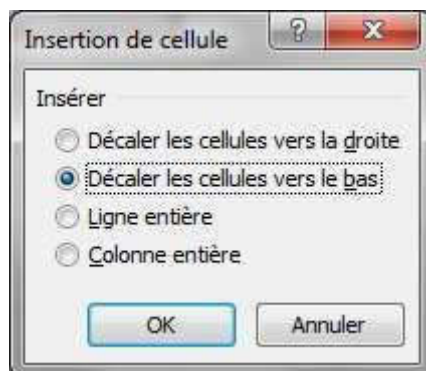 Insertion de cellule
Insérer
Décaler les cellules vers la droite
Décaler les cellules vers le bas
Ligne entière
Colonne entière
OK Annuler